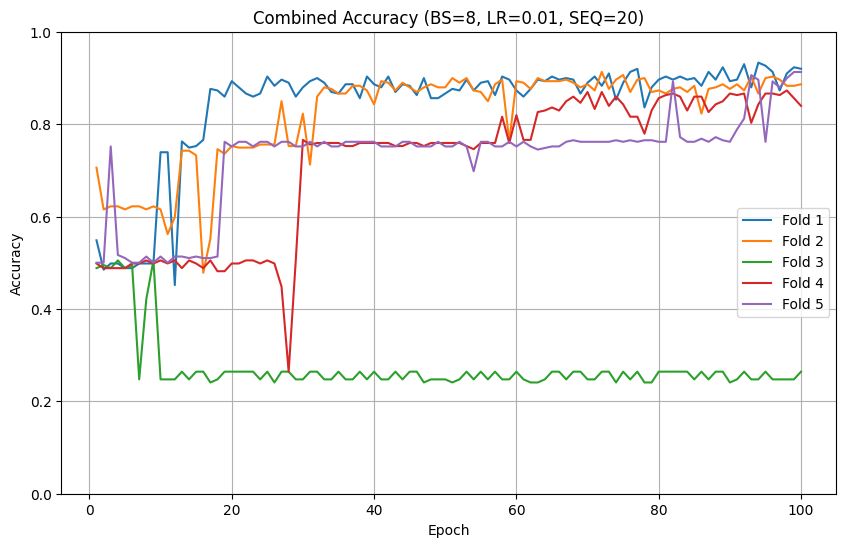 Combined Accuracy (BS=8, LR=0.01, SEQ=20)
1.0
0.8
0.6
0.4
0.2
0.0
Accuracy
Fold 1
Fold 2
Fold 3
Fold 4
Fold 5
0 20 40 60 80 100
Epoch